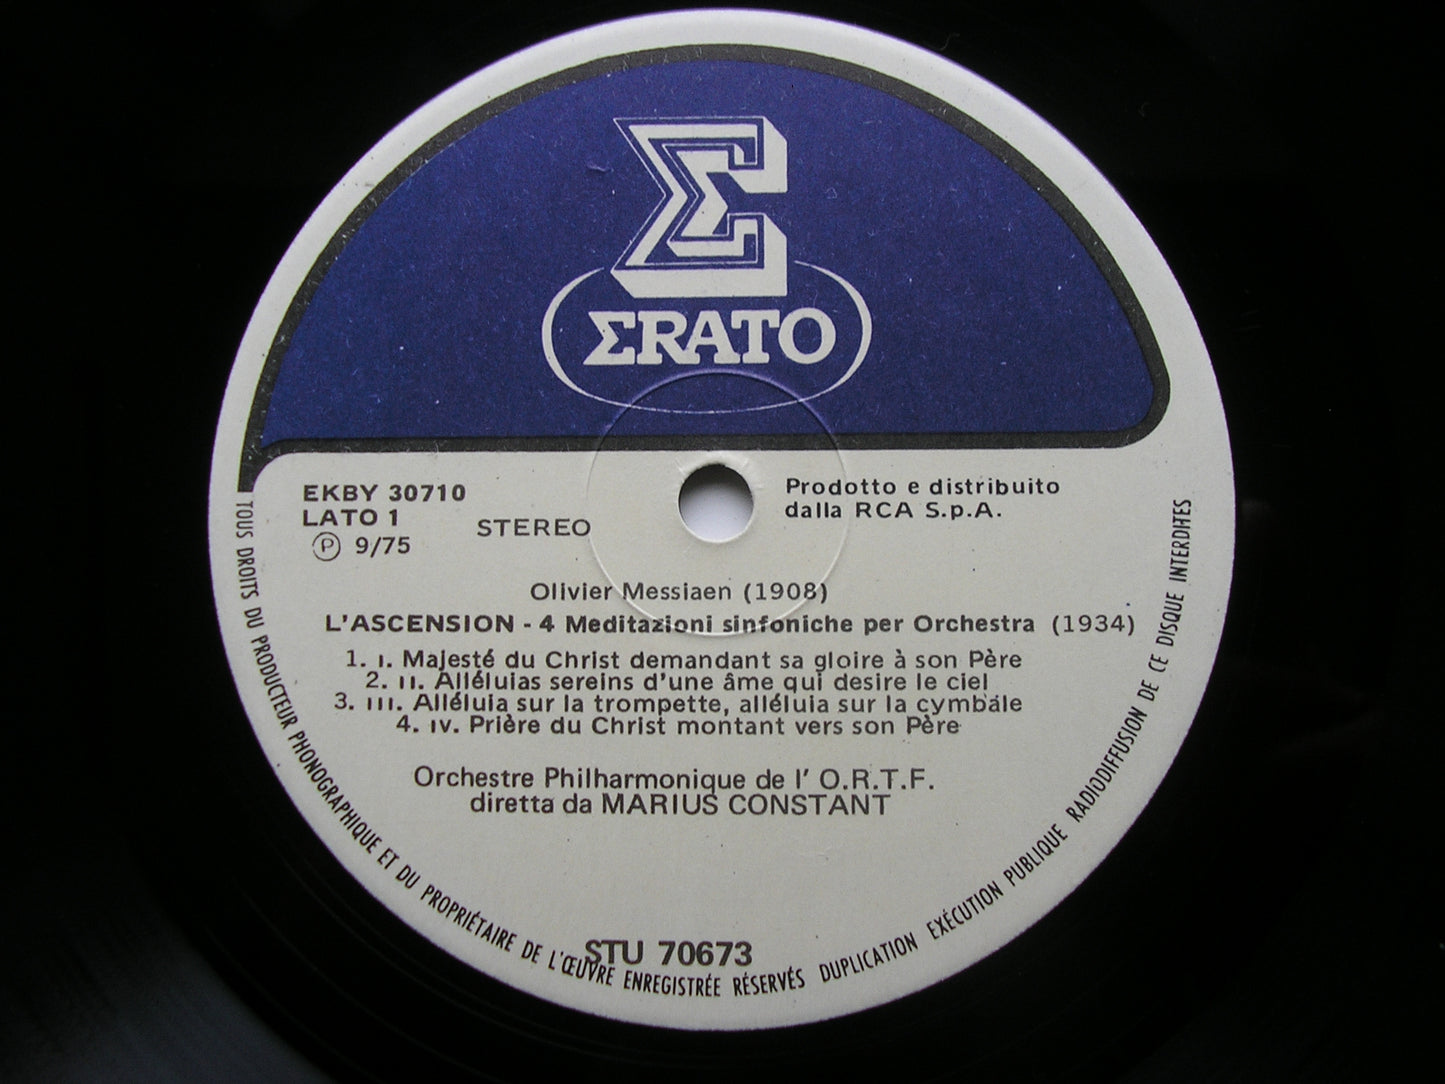 Σ
ΣRATO
EKBY 30710
LATO 1
STEREO
Ⓟ 9/75
Prodotto e distribuito
dalla RCA S.p.A.
Olivier Messiaen (1908)
L'ASCENSION - 4 Meditazioni sinfoniche per Orchestra (1934)
1. I. Majesté du Christ demandant sa gloire à son Père
2. II. Alléluias sereins d'une âme qui desire le ciel
3. III. Alléluia sur la trompette, alléluia sur la cymbale
4. IV. Prière du Christ montant vers son Père
Orchestre Philharmonique de l' O.R.T.F.
diretta da MARIUS CONSTANT
STU 70673
TOUS DROITS DU PRODUCTEUR PHONOGRAPHIQUE ET DU PROPRIÉTAIRE DE L'ŒUVRE ENREGISTRÉE RÉSERVÉS DUPLICATION EXÉCUTION PUBLIQUE RADIODIFFUSION DE CE DISQUE INTERDITES